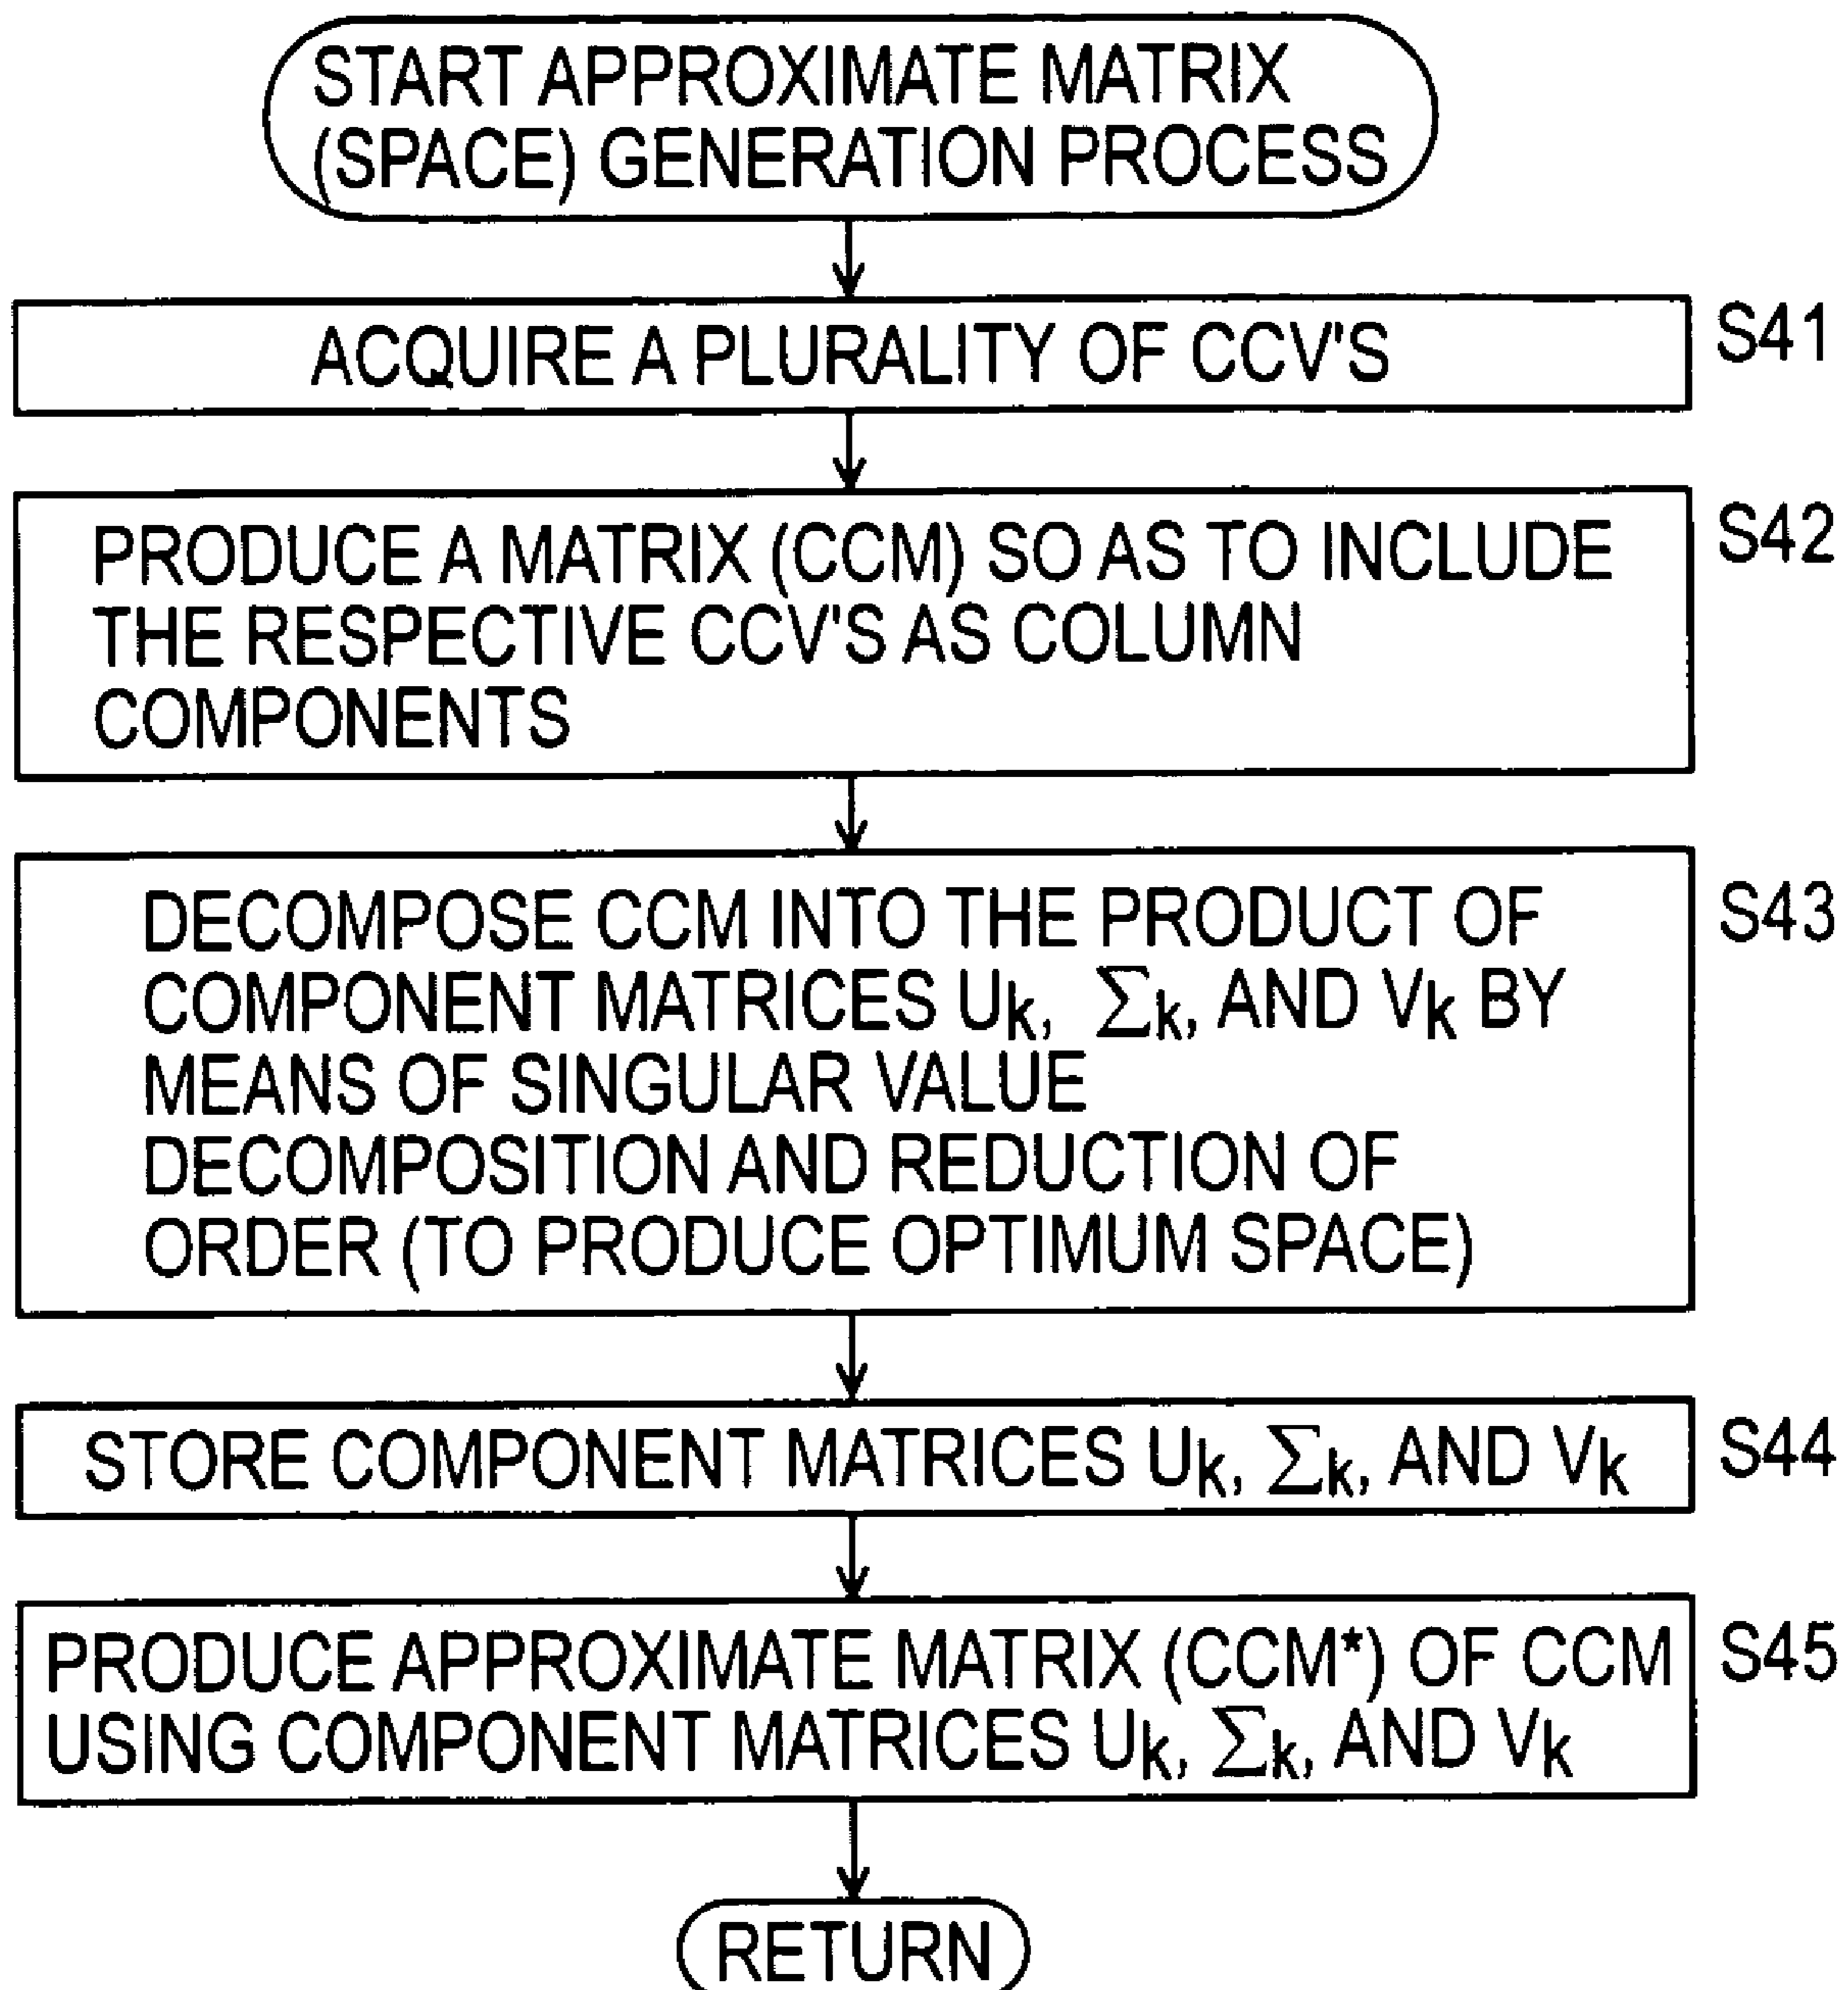 START APPROXIMATE MATRIX
(SPACE) GENERATION PROCESS
ACQUIRE A PLURALITY OF CCV'S
S41
PRODUCE A MATRIX (CCM) SO AS TO INCLUDE
THE RESPECTIVE CCV'S AS COLUMN
COMPONENTS
S42
DECOMPOSE CCM INTO THE PRODUCT OF
COMPONENT MATRICES Uk, Σk, AND Vk BY
MEANS OF SINGULAR VALUE
DECOMPOSITION AND REDUCTION OF
ORDER (TO PRODUCE OPTIMUM SPACE)
S43
STORE COMPONENT MATRICES Uk, Σk, AND Vk
S44
PRODUCE APPROXIMATE MATRIX (CCM*) OF CCM
USING COMPONENT MATRICES Uk, Σk, AND Vk
S45
RETURN